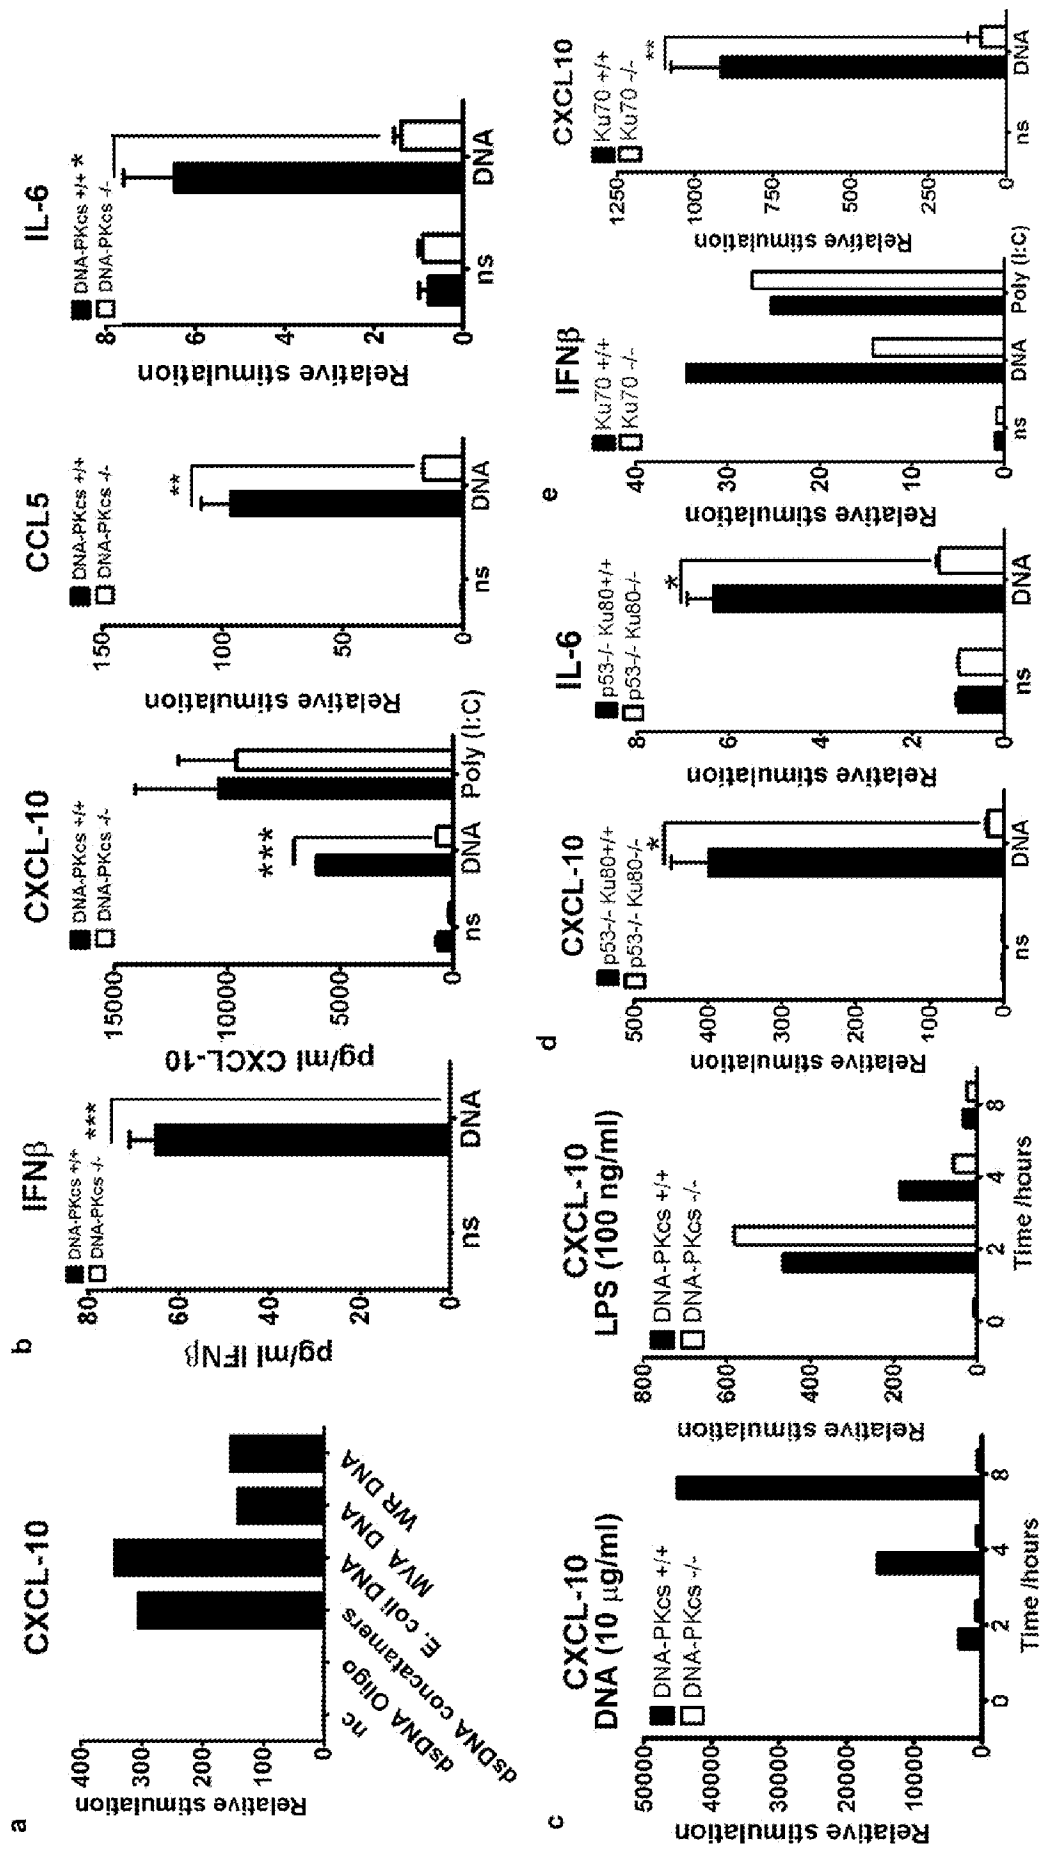 a
CXCL-10
Relative stimulation
400
300
200
100
0
nc
dsDNA Oligo
dsDNA concatamers
E. coli DNA
MVA DNA
WR DNA
b
IFNβ
DNA-PKcs +/+
DNA-PKcs -/-
***
pg/ml IFNβ
80
60
40
20
0
ns
DNA
CXCL-10
DNA-PKcs +/+
DNA-PKcs -/-
***
pg/ml CXCL-10
15000
10000
5000
0
ns
DNA
Poly (I:C)
CCL5
DNA-PKcs +/+
DNA-PKcs -/-
**
Relative stimulation
150
100
50
0
ns
DNA
IL-6
DNA-PKcs +/+
DNA-PKcs -/-
*
Relative stimulation
8
6
4
2
0
ns
DNA
c
CXCL-10
DNA (10 μg/ml)
DNA-PKcs +/+
DNA-PKcs -/-
Relative stimulation
50000
40000
30000
20000
10000
0
0
2
4
8
Time /hours
CXCL-10
LPS (100 ng/ml)
DNA-PKcs +/+
DNA-PKcs -/-
Relative stimulation
800
600
400
200
0
0
2
4
8
Time /hours
d
CXCL-10
p53-/- Ku80+/+
p53-/- Ku80-/-
*
Relative stimulation
500
400
300
200
100
0
ns
DNA
IL-6
p53-/- Ku80+/+
p53-/- Ku80-/-
*
Relative stimulation
8
6
4
2
0
ns
DNA
e
IFNβ
Ku70 +/+
Ku70 -/-
Relative stimulation
40
30
20
10
0
ns
DNA
Poly (I:C)
CXCL10
Ku70 +/+
Ku70 -/-
**
Relative stimulation
1250
1000
750
500
250
0
ns
DNA